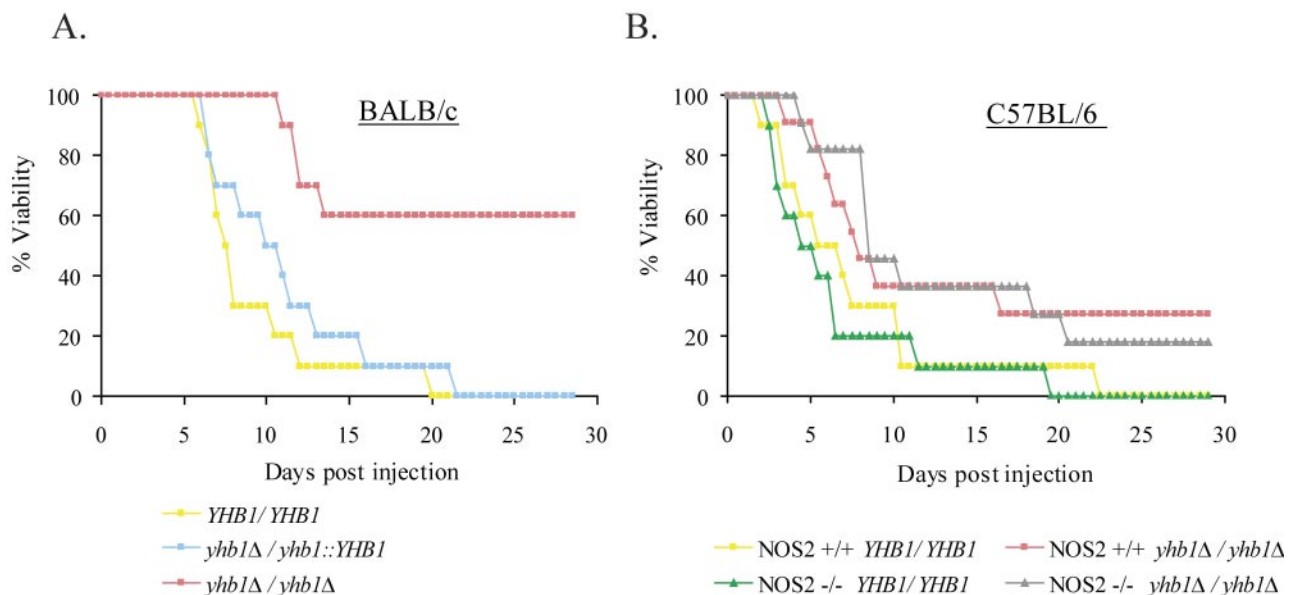 A.
BALB/c
100
80
60
40
20
0
% Viability
0 5 10 15 20 25 30
Days post injection
YHB1/ YHB1
yhb1Δ / yhb1::YHB1
yhb1Δ / yhb1Δ
B.
C57BL/6
100
80
60
40
20
0
% Viability
0 5 10 15 20 25 30
Days post injection
NOS2 +/+ YHB1/ YHB1 NOS2 +/+ yhb1Δ / yhb1Δ
NOS2 -/- YHB1/ YHB1 NOS2 -/- yhb1Δ / yhb1Δ